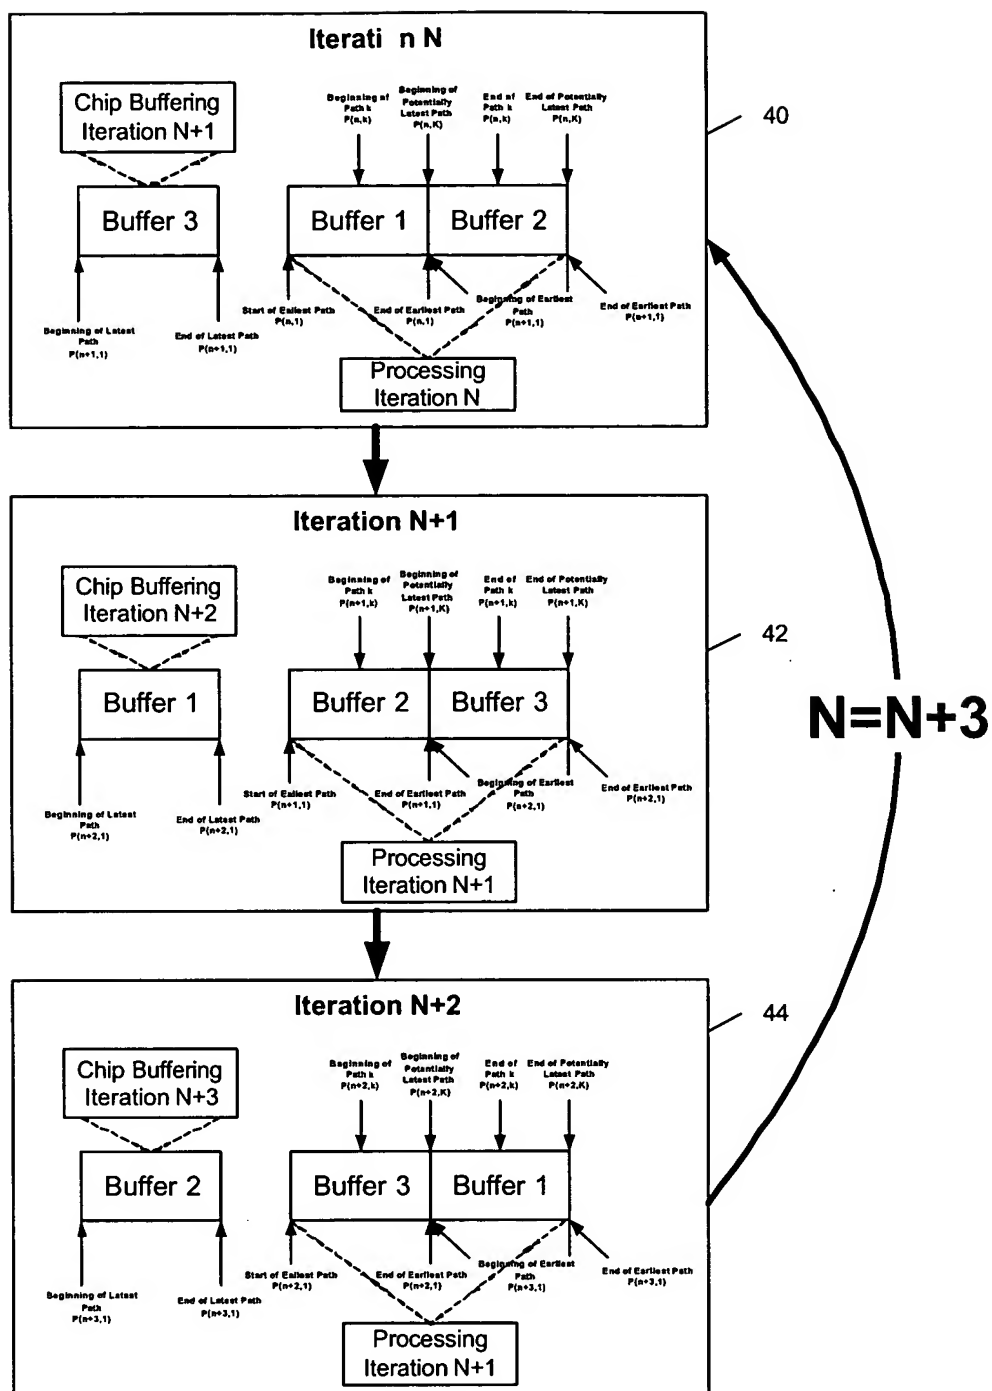 Iterati n N
Chip Buffering
Iteration N+1
Beginning of
Path k
P(n,k)
Beginning of
Potentially
Latest Path
P(n,K)
End of
Path k
P(n,k)
End of Potentially
Latest Path
P(n,K)
40
Buffer 3
Buffer 1
Buffer 2
Beginning of Latest
Path
P(n+1,1)
End of Latest Path
P(n+1,1)
Start of Earliest Path
P(n,1)
End of Earliest Path
P(n,1)
Beginning of Earliest
Path
P(n+1,1)
End of Earliest Path
P(n+1,1)
Processing
Iteration N
Iteration N+1
Chip Buffering
Iteration N+2
Beginning of
Path k
P(n+1,k)
Beginning of
Potentially
Latest Path
P(n+1,K)
End of
Path k
P(n+1,k)
End of Potentially
Latest Path
P(n+1,K)
42
Buffer 1
Buffer 2
Buffer 3
Beginning of Latest
Path
P(n+2,1)
End of Latest Path
P(n+2,1)
Start of Earliest Path
P(n+1,1)
End of Earliest Path
P(n+1,1)
Beginning of Earliest
Path
P(n+2,1)
End of Earliest Path
P(n+2,1)
Processing
Iteration N+1
N=N+3
Iteration N+2
Chip Buffering
Iteration N+3
Beginning of
Path k
P(n+2,k)
Beginning of
Potentially
Latest Path
P(n+2,K)
End of
Path k
P(n+2,k)
End of Potentially
Latest Path
P(n+2,K)
44
Buffer 2
Buffer 3
Buffer 1
Beginning of Latest
Path
P(n+3,1)
End of Latest Path
P(n+3,1)
Start of Earliest Path
P(n+2,1)
End of Earliest Path
P(n+2,1)
Beginning of Earliest
Path
P(n+3,1)
End of Earliest Path
P(n+3,1)
Processing
Iteration N+1